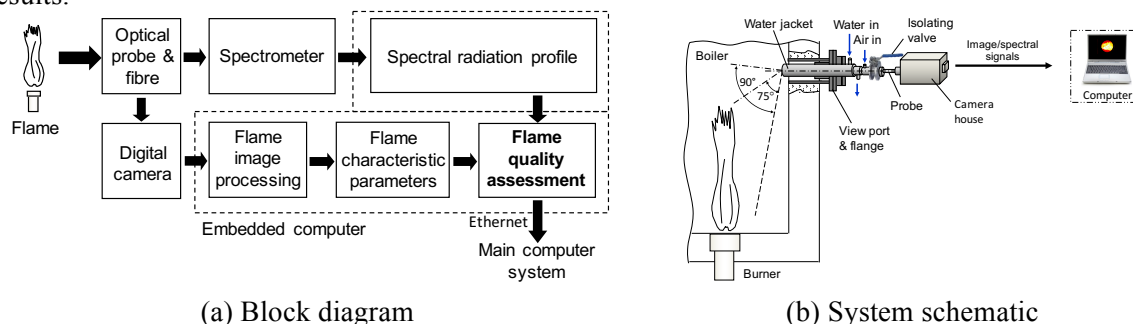 Optical
probe &
fibre
Spectrometer
Spectral radiation profile
Flame
Digital
camera
Flame
image
processing
Flame
characteristic
parameters
Flame
quality
assessment
Embedded computer
Ethernet
Main computer
system
(a) Block diagram
Water jacket
Water in
Air in
Isolating
valve
Boiler
90°
75°
Image/spectral
signals
Computer
Probe
Camera
house
View port
& flange
Burner
(b) System schematic